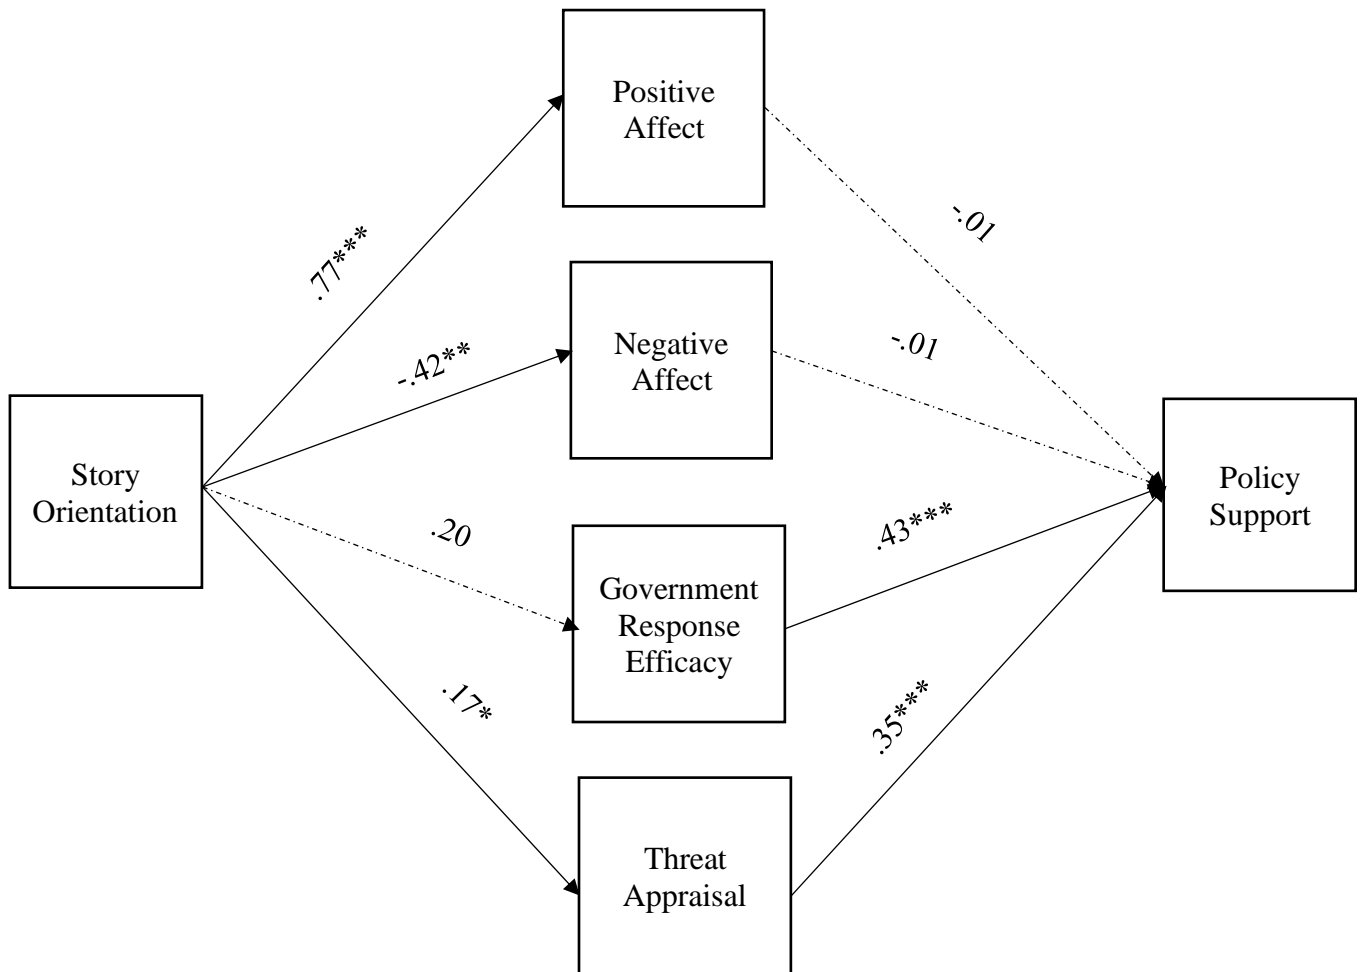 Positive
Affect
.77***
-.01
Negative
Affect
-.42**
-.01
Story
Orientation
Policy
Support
.20
.43***
Government
Response
Efficacy
.17*
.35***
Threat
Appraisal